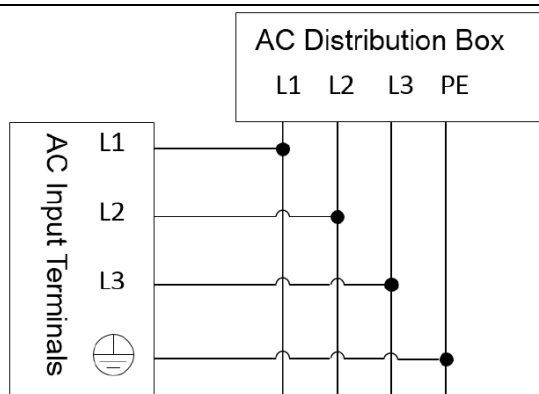 AC Distribution Box
L1 L2 L3 PE
AC Input Terminals
L1
L2
L3